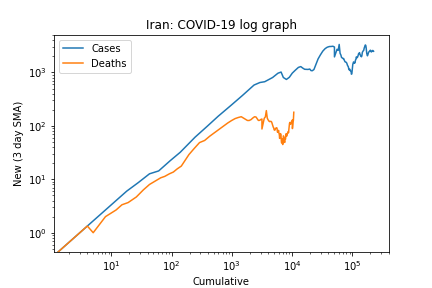 Iran: COVID-19 log graph
Cases
Deaths
New (3 day SMA)
10³
10²
10¹
10⁰
10¹ 10² 10³ 10⁴ 10⁵
Cumulative